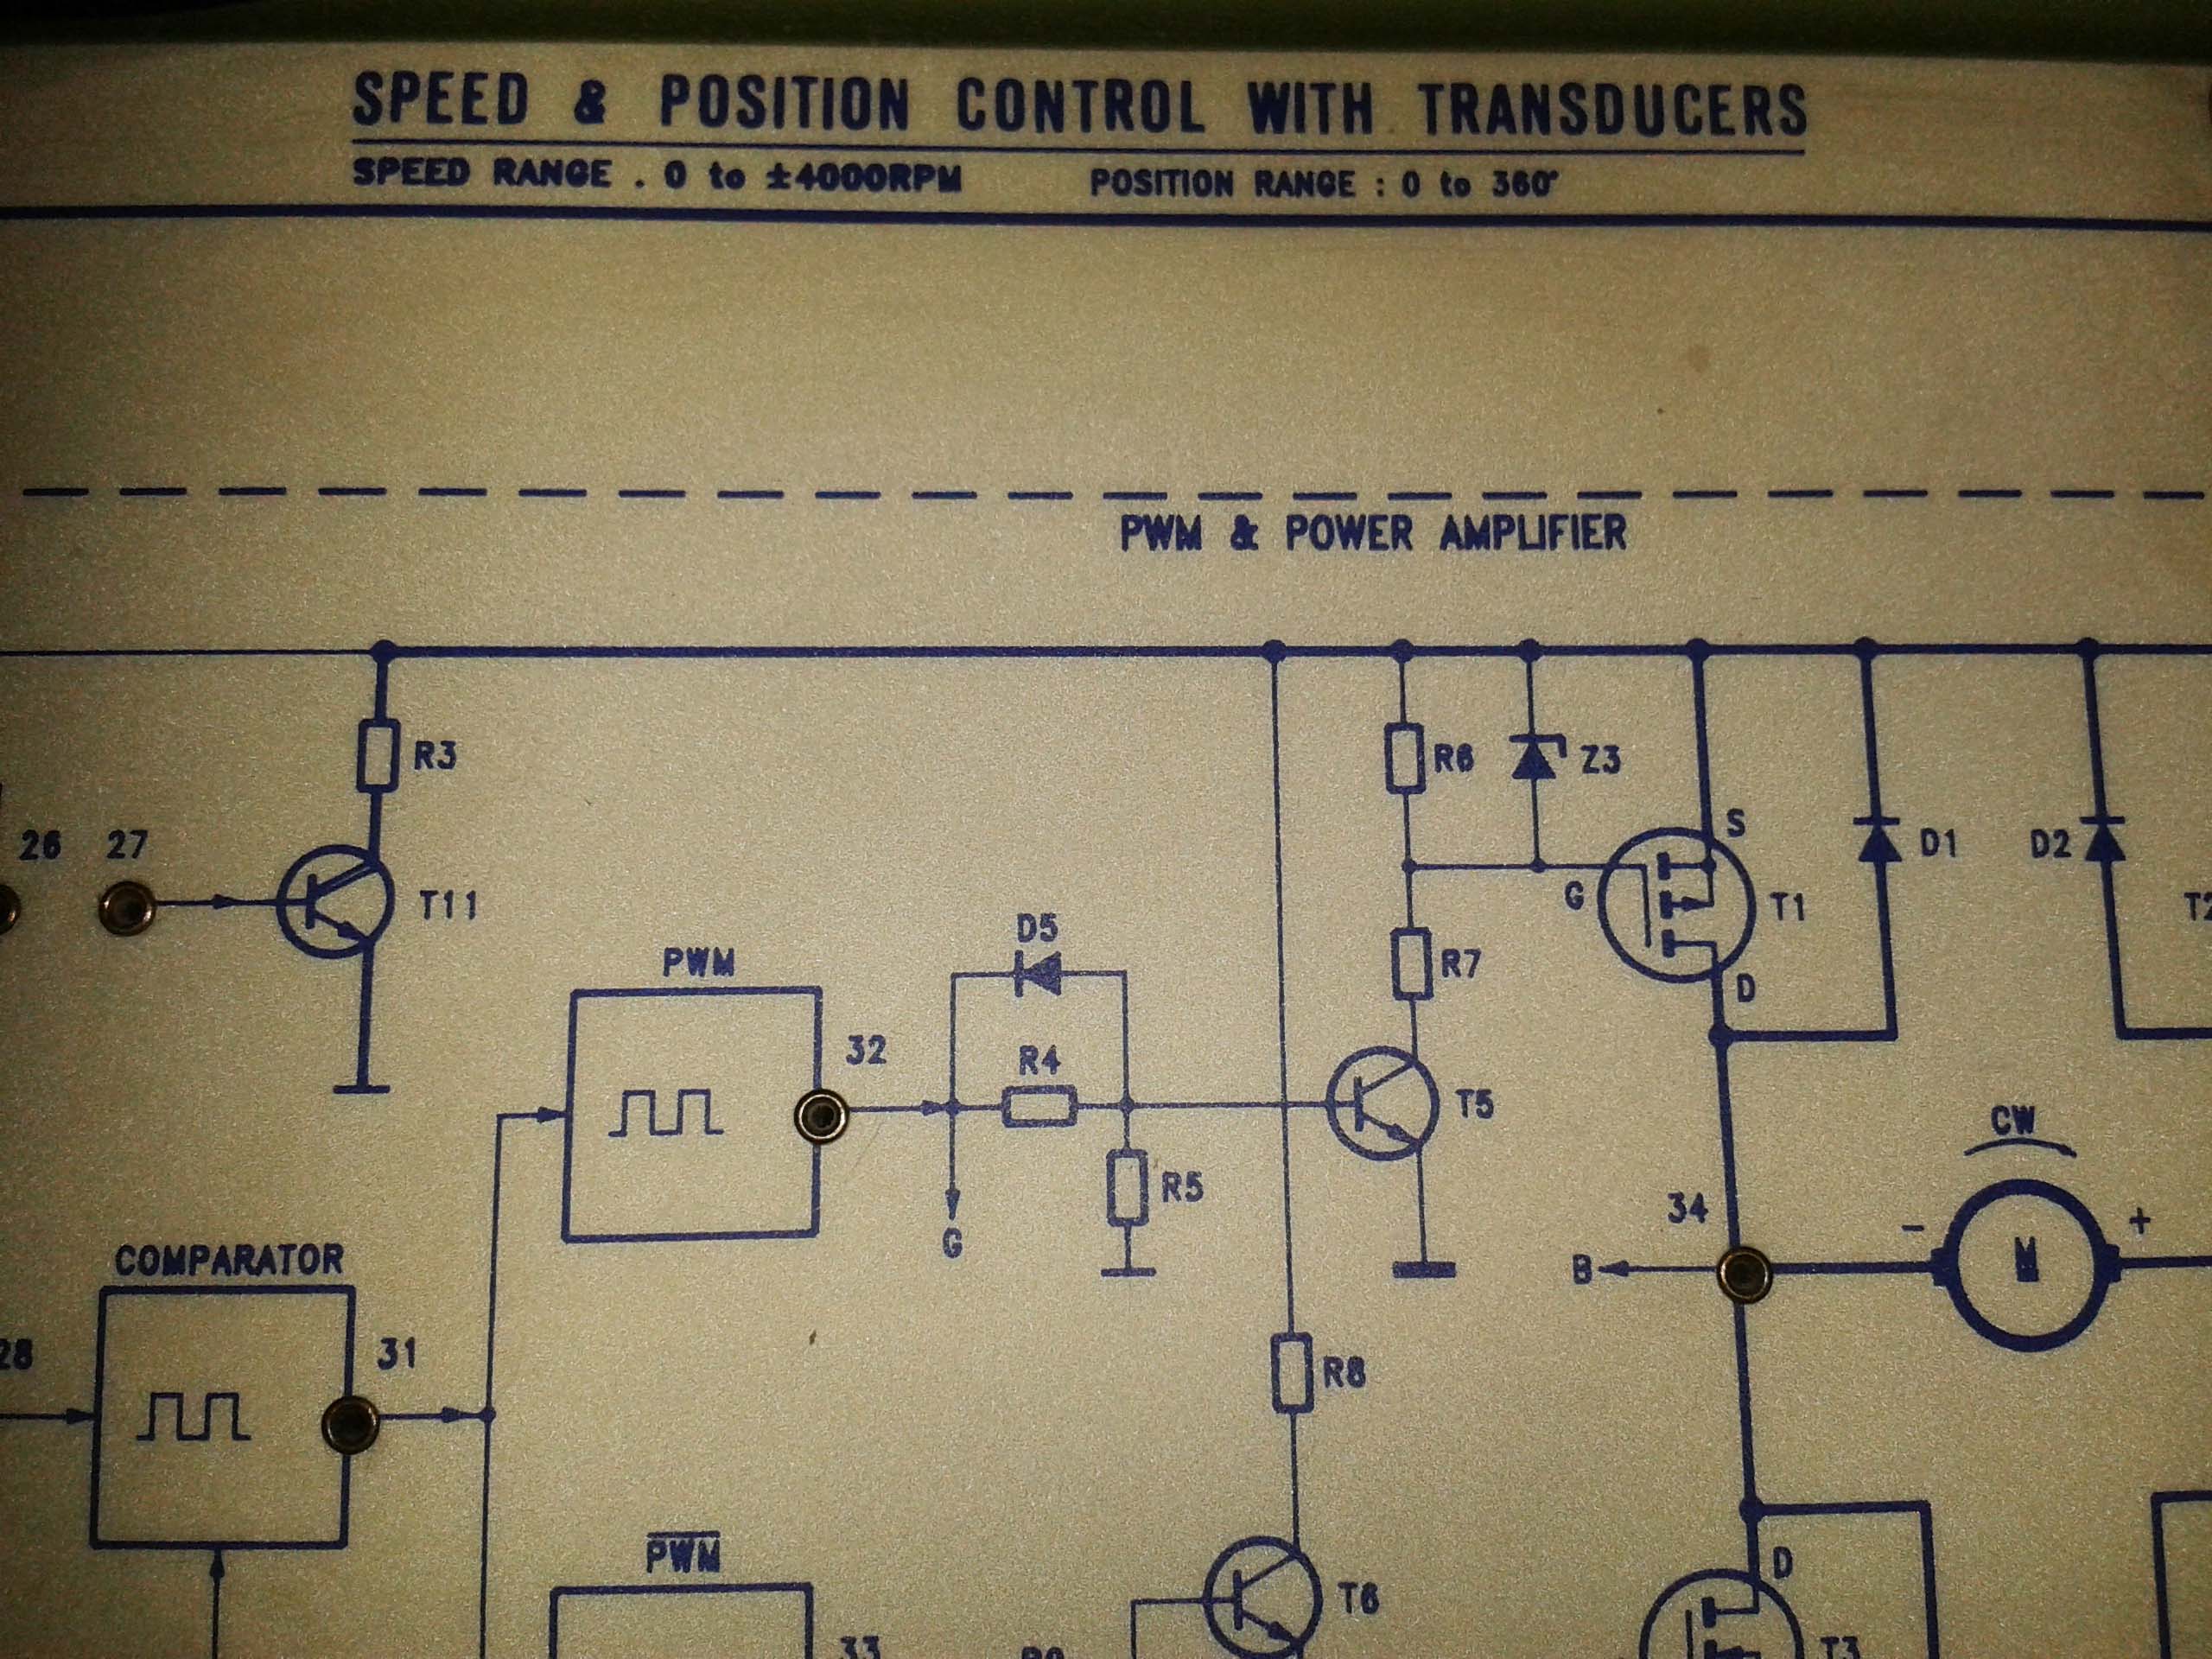 SPEED & POSITION CONTROL WITH TRANSDUCERS
SPEED RANGE . 0 to ±4000RPM POSITION RANGE : 0 to 360°
PWM & POWER AMPLIFIER
R3
R6
Z3
S
26
27
D1
D2
T11
G
T1
D5
PWM
R7
D
32
R4
T5
CW
R5
34
-
+
G
B
M
COMPARATOR
28
31
R8
PWM
D
T6
33
T3